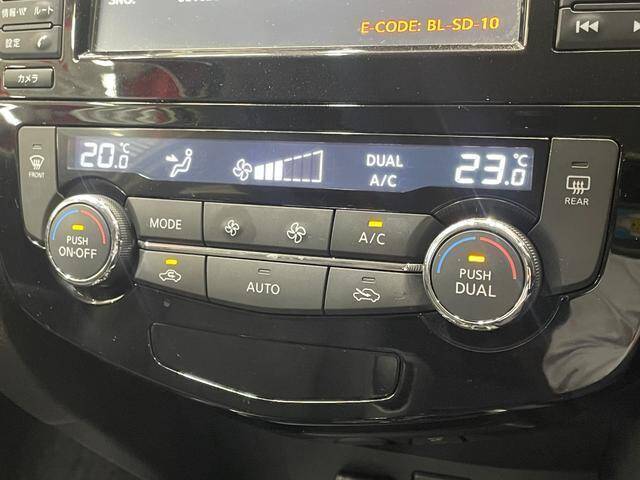 情報・VIP ルート
設定
カメラ
E-CODE: BL-SD-10
FRONT
20.0 °C
DUAL
A/C
23.0 °C
REAR
PUSH
ON-OFF
MODE
A/C
PUSH
DUAL
AUTO